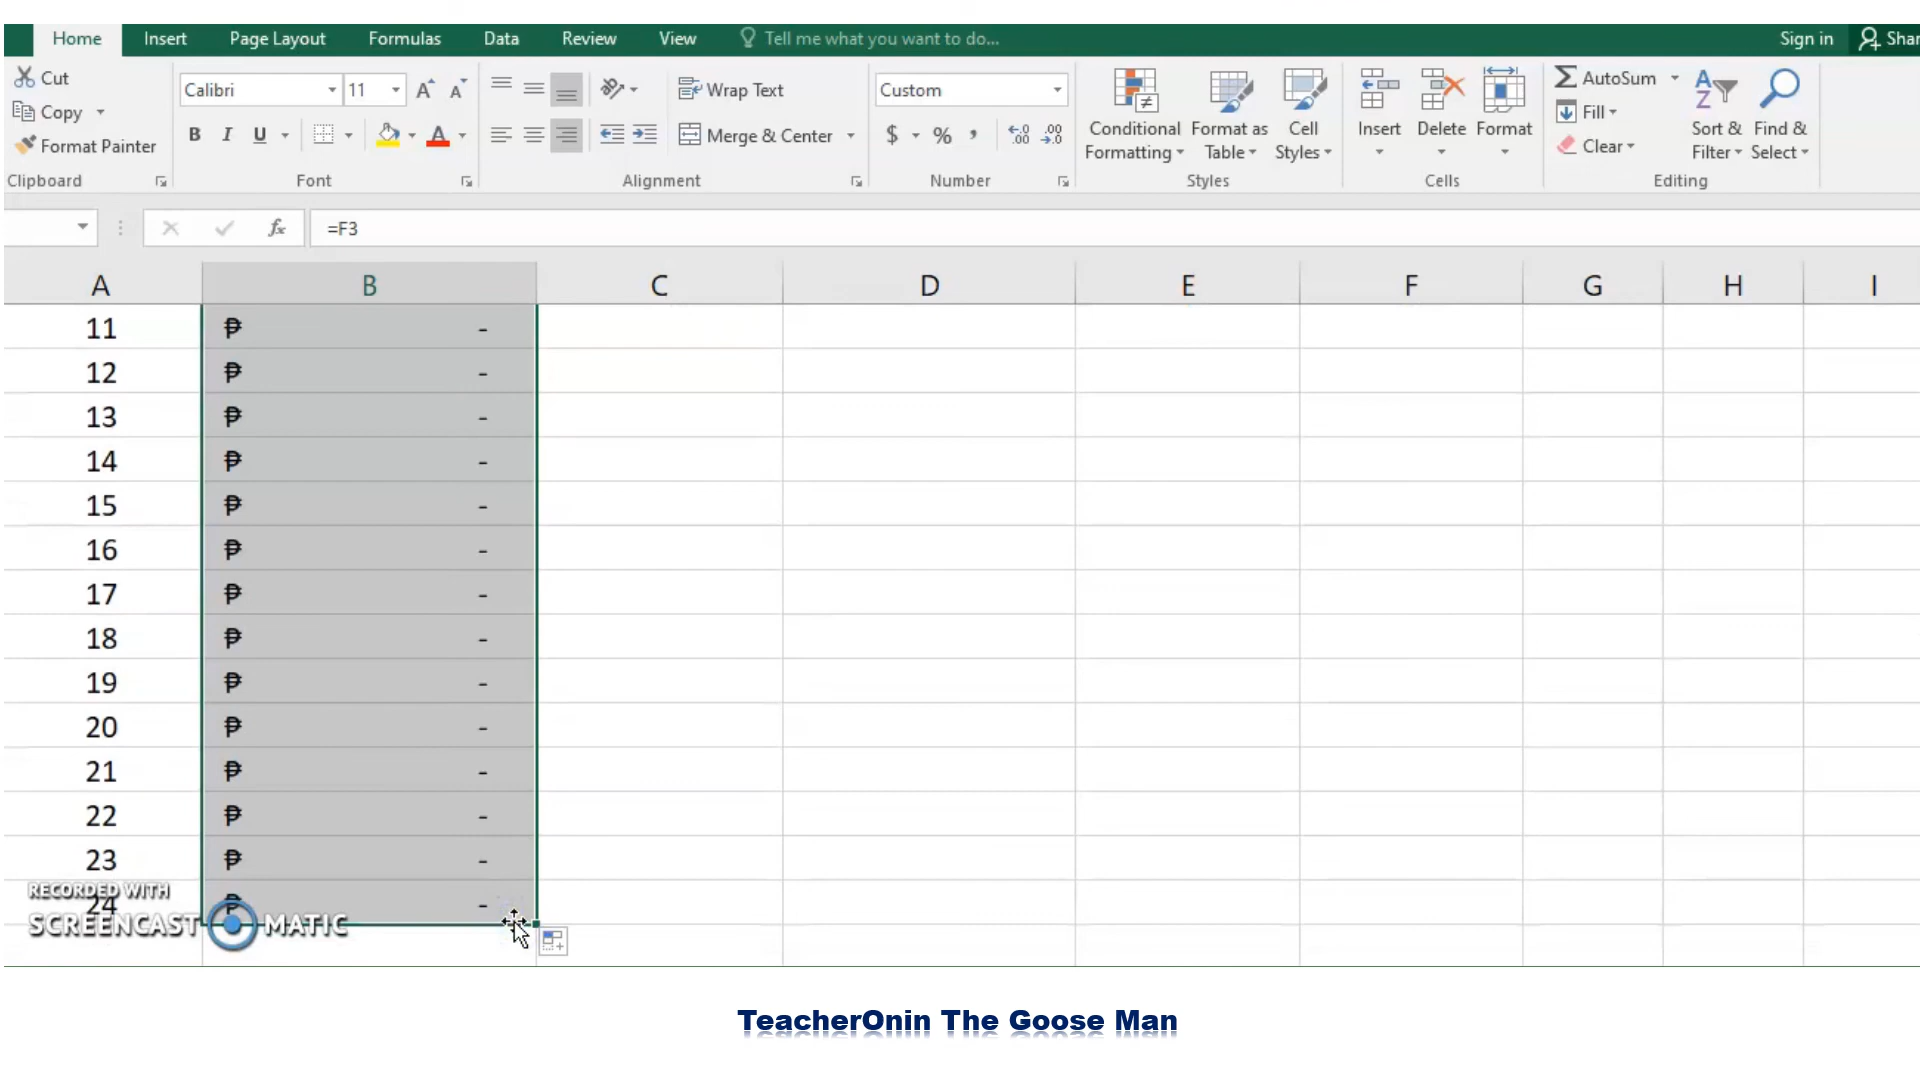 Home Insert Page Layout Formulas Data Review View Tell me what you want to do... Sign in Shar
Cut
Copy
Format Painter
Clipboard
Calibri 11
B I U A
Font
Wrap Text
Merge & Center
Alignment
Custom
$ % ,
Number
Conditional Formatting
Format as Table
Cell Styles
Styles
Insert
Delete
Format
Cells
AutoSum
Fill
Clear
Sort & Filter
Find & Select
Editing
fx =F3
A B C D E F G H I
11 ₱ -
12 ₱ -
13 ₱ -
14 ₱ -
15 ₱ -
16 ₱ -
17 ₱ -
18 ₱ -
19 ₱ -
20 ₱ -
21 ₱ -
22 ₱ -
23 ₱ -
24 ₱ -
RECORDED WITH
SCREENCAST MATIC
TeacherOnin The Goose Man